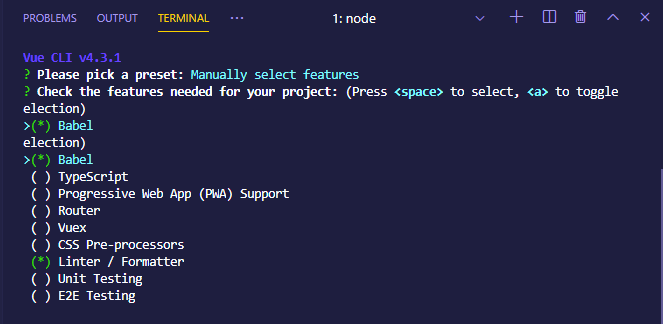 PROBLEMS OUTPUT TERMINAL ... 1: node
Vue CLI v4.3.1
? Please pick a preset: Manually select features
? Check the features needed for your project: (Press <space> to select, <a> to toggle
election)
>(*) Babel
election)
>(*) Babel
( ) TypeScript
( ) Progressive Web App (PWA) Support
( ) Router
( ) Vuex
( ) CSS Pre-processors
(*) Linter / Formatter
( ) Unit Testing
( ) E2E Testing